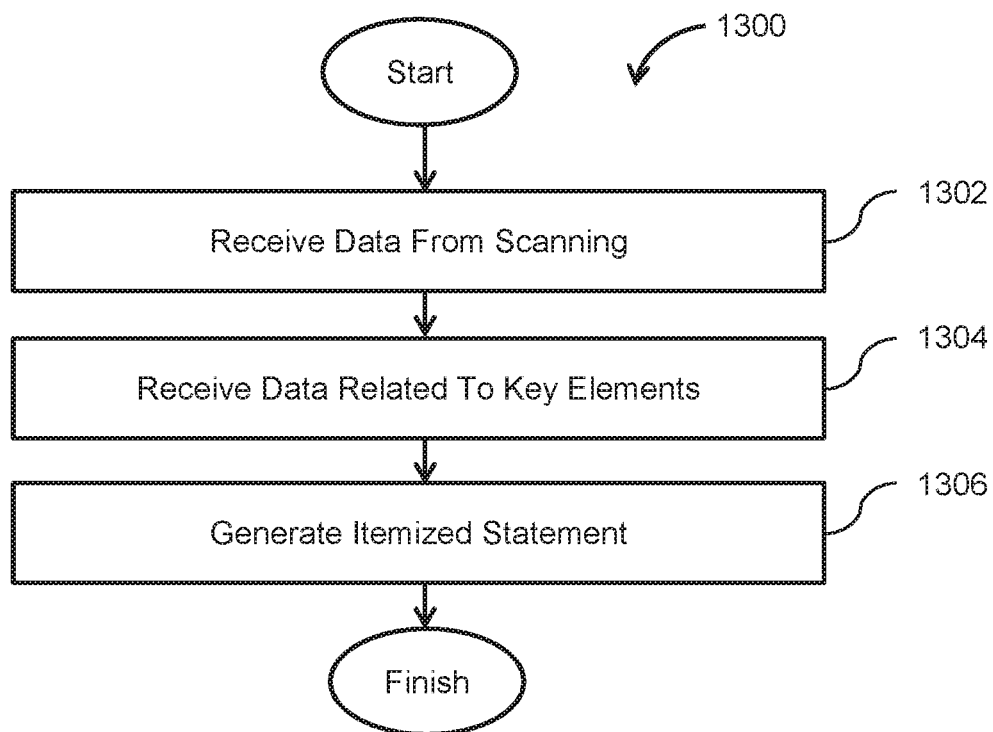 1300
Start
1302
Receive Data From Scanning
1304
Receive Data Related To Key Elements
1306
Generate Itemized Statement
Finish